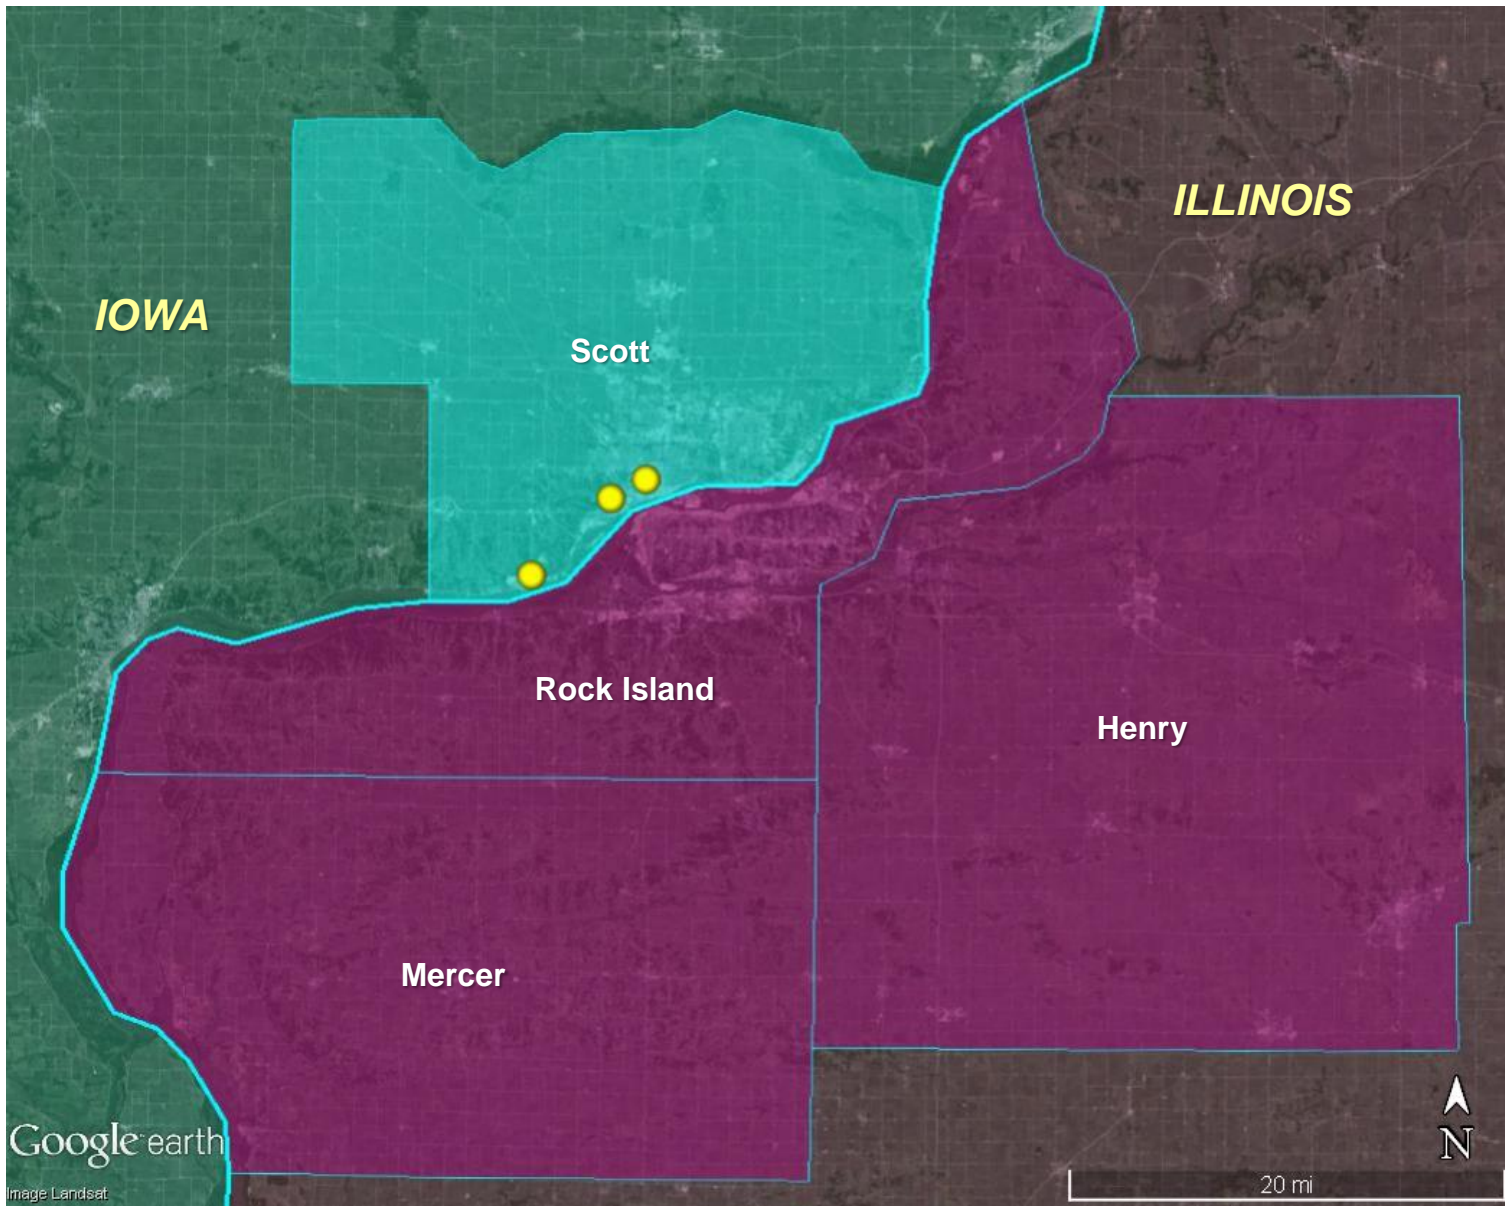 ILLINOIS
IOWA
Scott
Rock Island
Henry
Mercer
N
Google earth
Image Landsat
20 mi